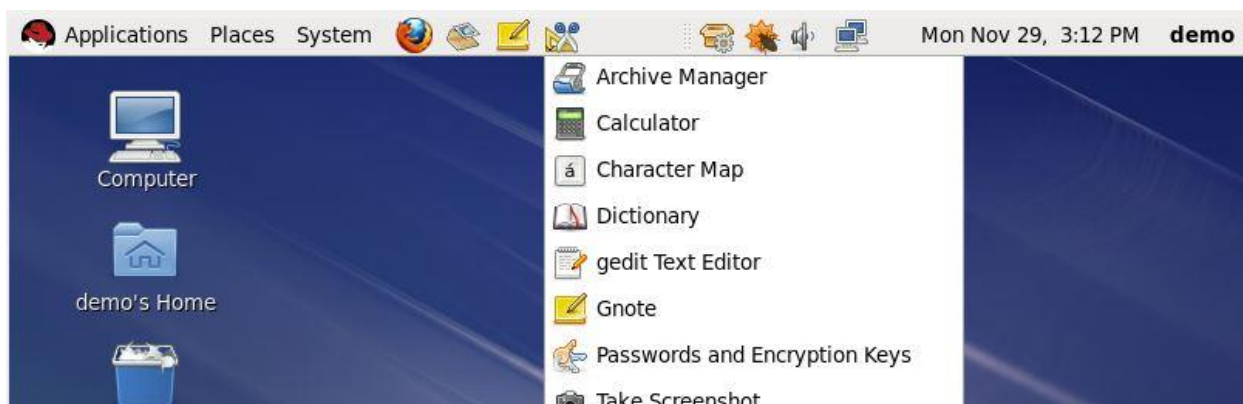 Applications Places System Mon Nov 29, 3:12 PM demo
Archive Manager
Calculator
Computer
á Character Map
Dictionary
gedit Text Editor
demo's Home
Gnote
Passwords and Encryption Keys
Take Screenshot